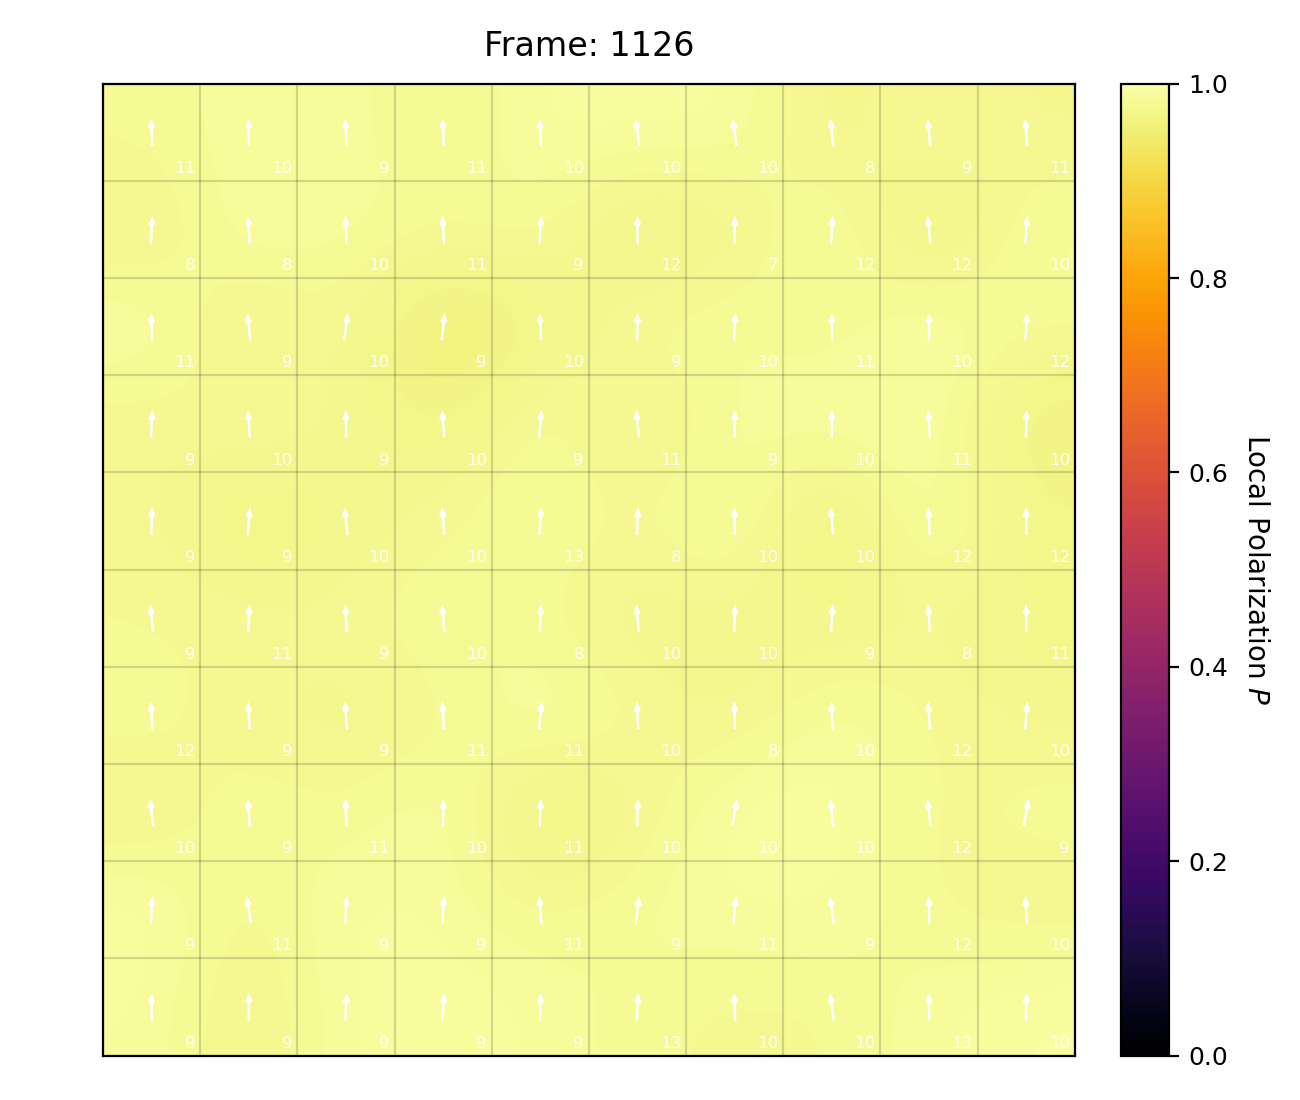 Frame: 1126
11 10 9 11 10 10 10 8 9 11
8 8 10 11 9 12 7 12 12 10
11 9 10 9 10 9 10 11 10 12
9 10 9 10 9 11 9 10 11 10
9 9 10 10 13 8 10 10 12 12
9 11 9 10 8 10 10 9 8 11
12 9 9 11 11 10 8 10 12 10
10 9 11 10 11 10 10 10 12 9
9 11 9 9 11 9 11 9 12 10
9 9 9 9 9 13 10 10 13 10
1.0
0.8
0.6
0.4
0.2
0.0
Local Polarization P